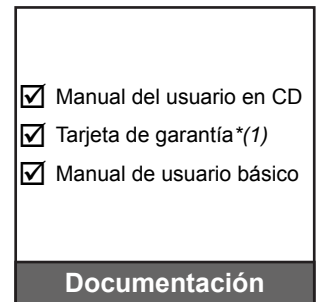 Manual del usuario en CD
Tarjeta de garantía*(1)
Manual de usuario básico
Documentación